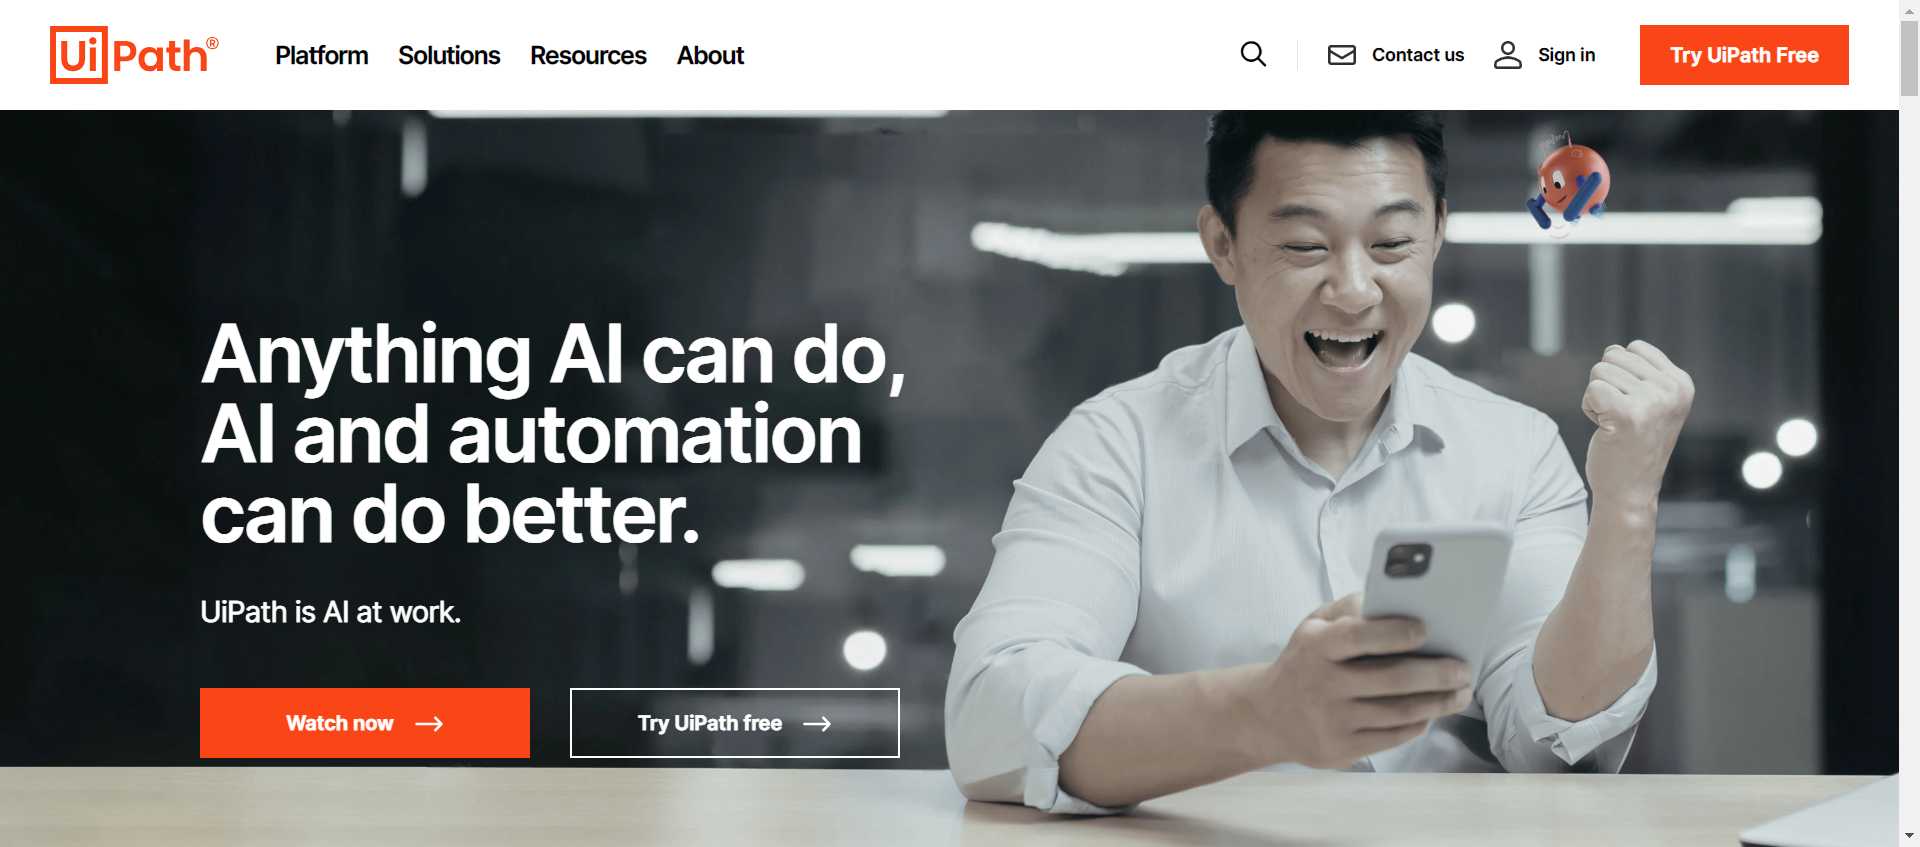 UiPath®
Platform Solutions Resources About
Contact us Sign in Try UiPath Free
Anything AI can do,
AI and automation
can do better.
UiPath is AI at work.
Watch now → Try UiPath free →